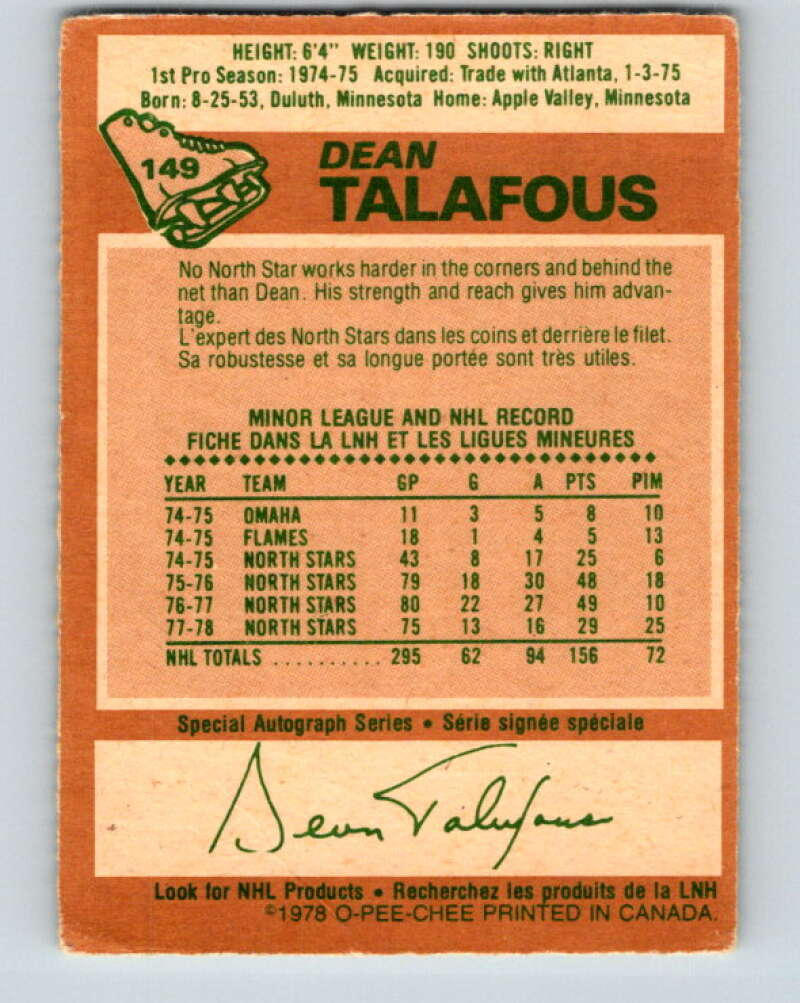 HEIGHT: 6'4" WEIGHT: 190 SHOOTS: RIGHT
1st Pro Season: 1974-75 Acquired: Trade with Atlanta, 1-3-75
Born: 8-25-53, Duluth, Minnesota Home: Apple Valley, Minnesota
149
DEAN
TALAFOUS
No North Star works harder in the corners and behind the
net than Dean. His strength and reach gives him advan-
tage.
L'expert des North Stars dans les coins et derrière le filet.
Sa robustesse et sa longue portée sont très utiles.
MINOR LEAGUE AND NHL RECORD
FICHE DANS LA LNH ET LES LIGUES MINEURES
YEAR TEAM GP G A PTS PIM
74-75 OMAHA 11 3 5 8 10
74-75 FLAMES 18 1 4 5 13
74-75 NORTH STARS 43 8 17 25 6
75-76 NORTH STARS 79 18 30 48 18
76-77 NORTH STARS 80 22 27 49 10
77-78 NORTH STARS 75 13 16 29 25
NHL TOTALS .......... 295 62 94 156 72
Special Autograph Series • Série signée spéciale
Dean Talafous
Look for NHL Products • Recherchez les produits de la LNH
©1978 O-PEE-CHEE PRINTED IN CANADA.